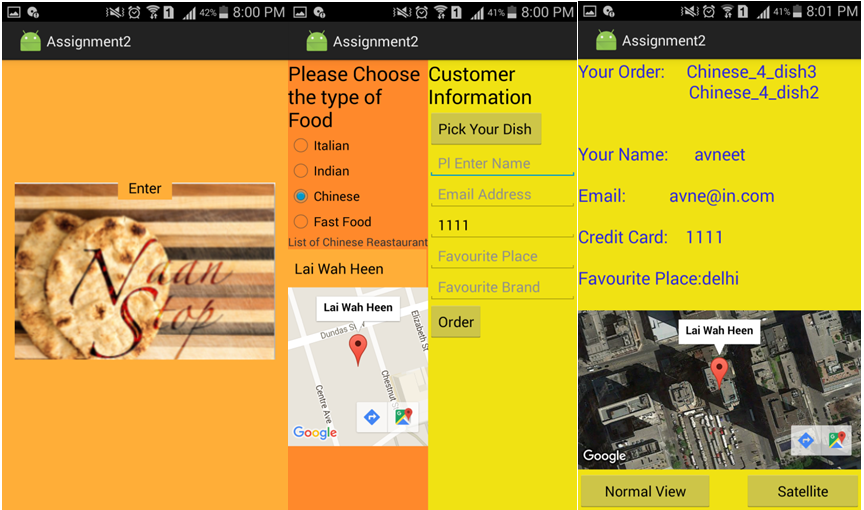 42% 8:00 PM
Assignment2
Enter
Naan
Stop
41% 8:00 PM
Assignment2
Please Choose
the type of
Food
Italian
Indian
Chinese
Fast Food
List of Chinese Reastaurant
Lai Wah Heen
Lai Wah Heen
Dundas St
Elizabeth St
Chestnut
Centre Ave
Google
Customer
Information
Pick Your Dish
Pl Enter Name
Email Address
1111
Favourite Place
Favourite Brand
Order
41% 8:01 PM
Assignment2
Your Order: Chinese_4_dish3
Chinese_4_dish2
Your Name: avneet
Email: avne@in.com
Credit Card: 1111
Favourite Place:delhi
Lai Wah Heen
Google
Normal View
Satellite